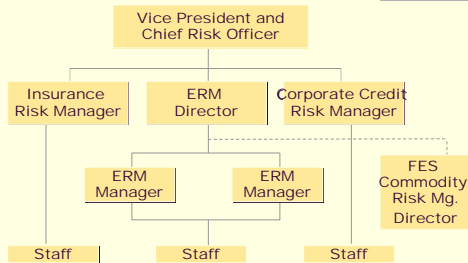 Vice President and
Chief Risk Officer
Insurance
Risk Manager
ERM
Director
Corporate Credit
Risk Manager
ERM
Manager
ERM
Manager
FES
Commodity
Risk Mg.
Director
Staff
Staff
Staff